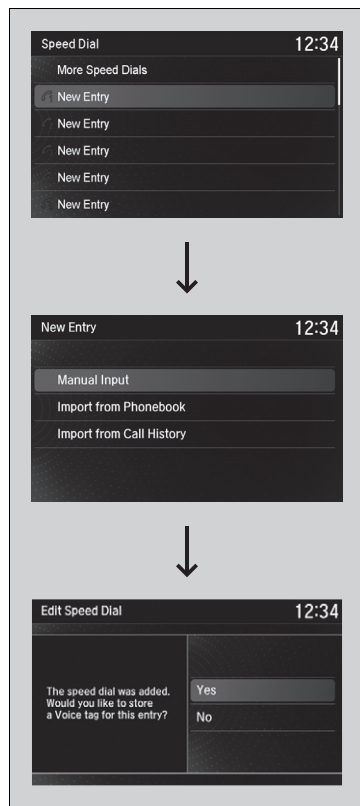 Speed Dial 12:34
More Speed Dials
New Entry
New Entry
New Entry
New Entry
New Entry
New Entry 12:34
Manual Input
Import from Phonebook
Import from Call History
Edit Speed Dial 12:34
The speed dial was added.
Would you like to store
a Voice tag for this entry?
Yes
No